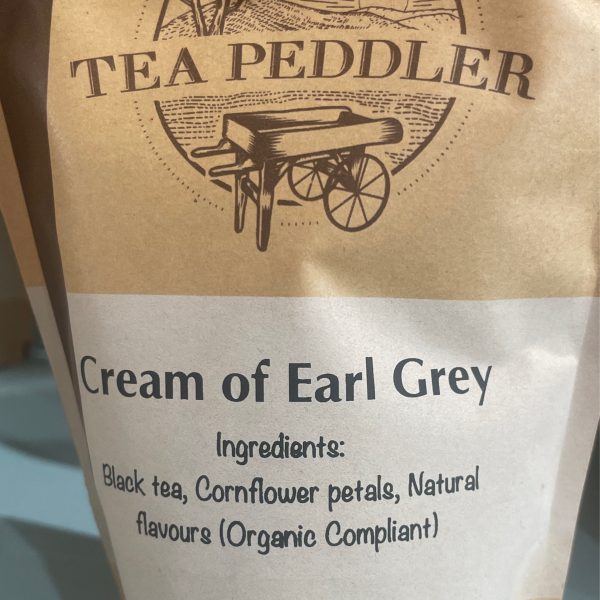 TEA PEDDLER
Cream of Earl Grey
Ingredients:
Black tea, Cornflower petals, Natural
flavours (Organic Compliant)